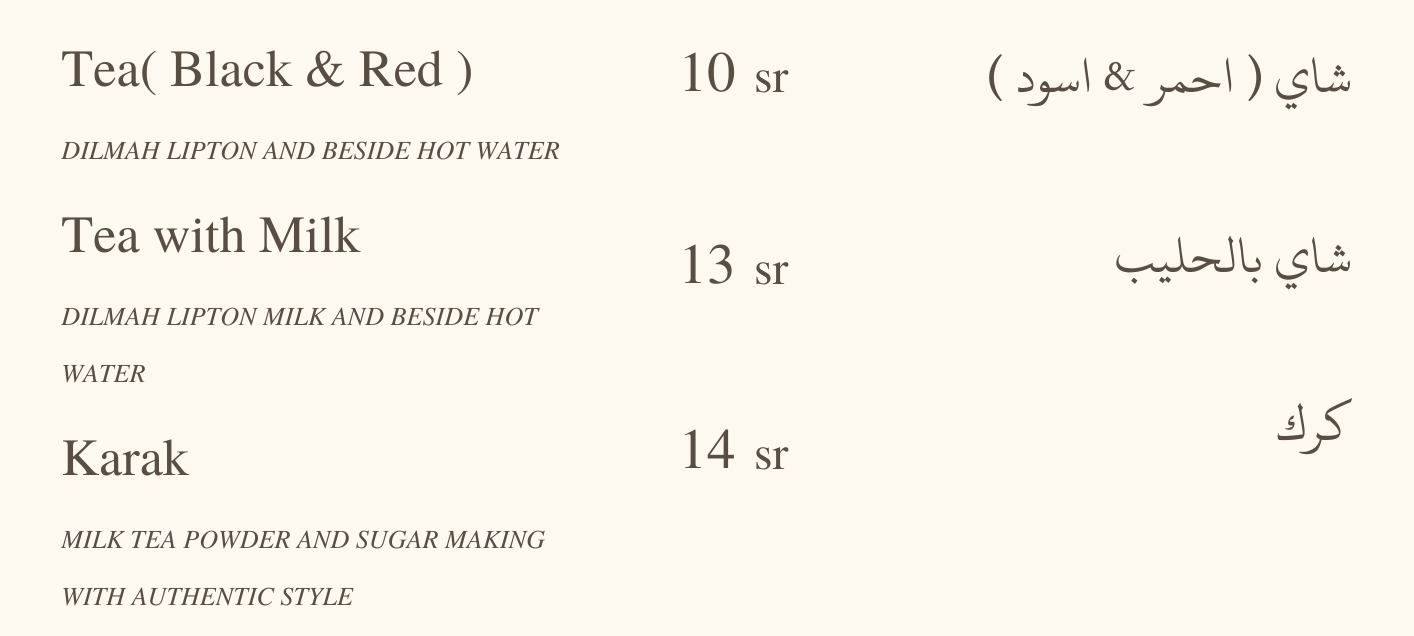 Tea( Black & Red ) 10 sr شاي ( احمر & اسود )
DILMAH LIPTON AND BESIDE HOT WATER
Tea with Milk 13 sr شاي بالحليب
DILMAH LIPTON MILK AND BESIDE HOT
WATER
Karak 14 sr كرك
MILK TEA POWDER AND SUGAR MAKING
WITH AUTHENTIC STYLE